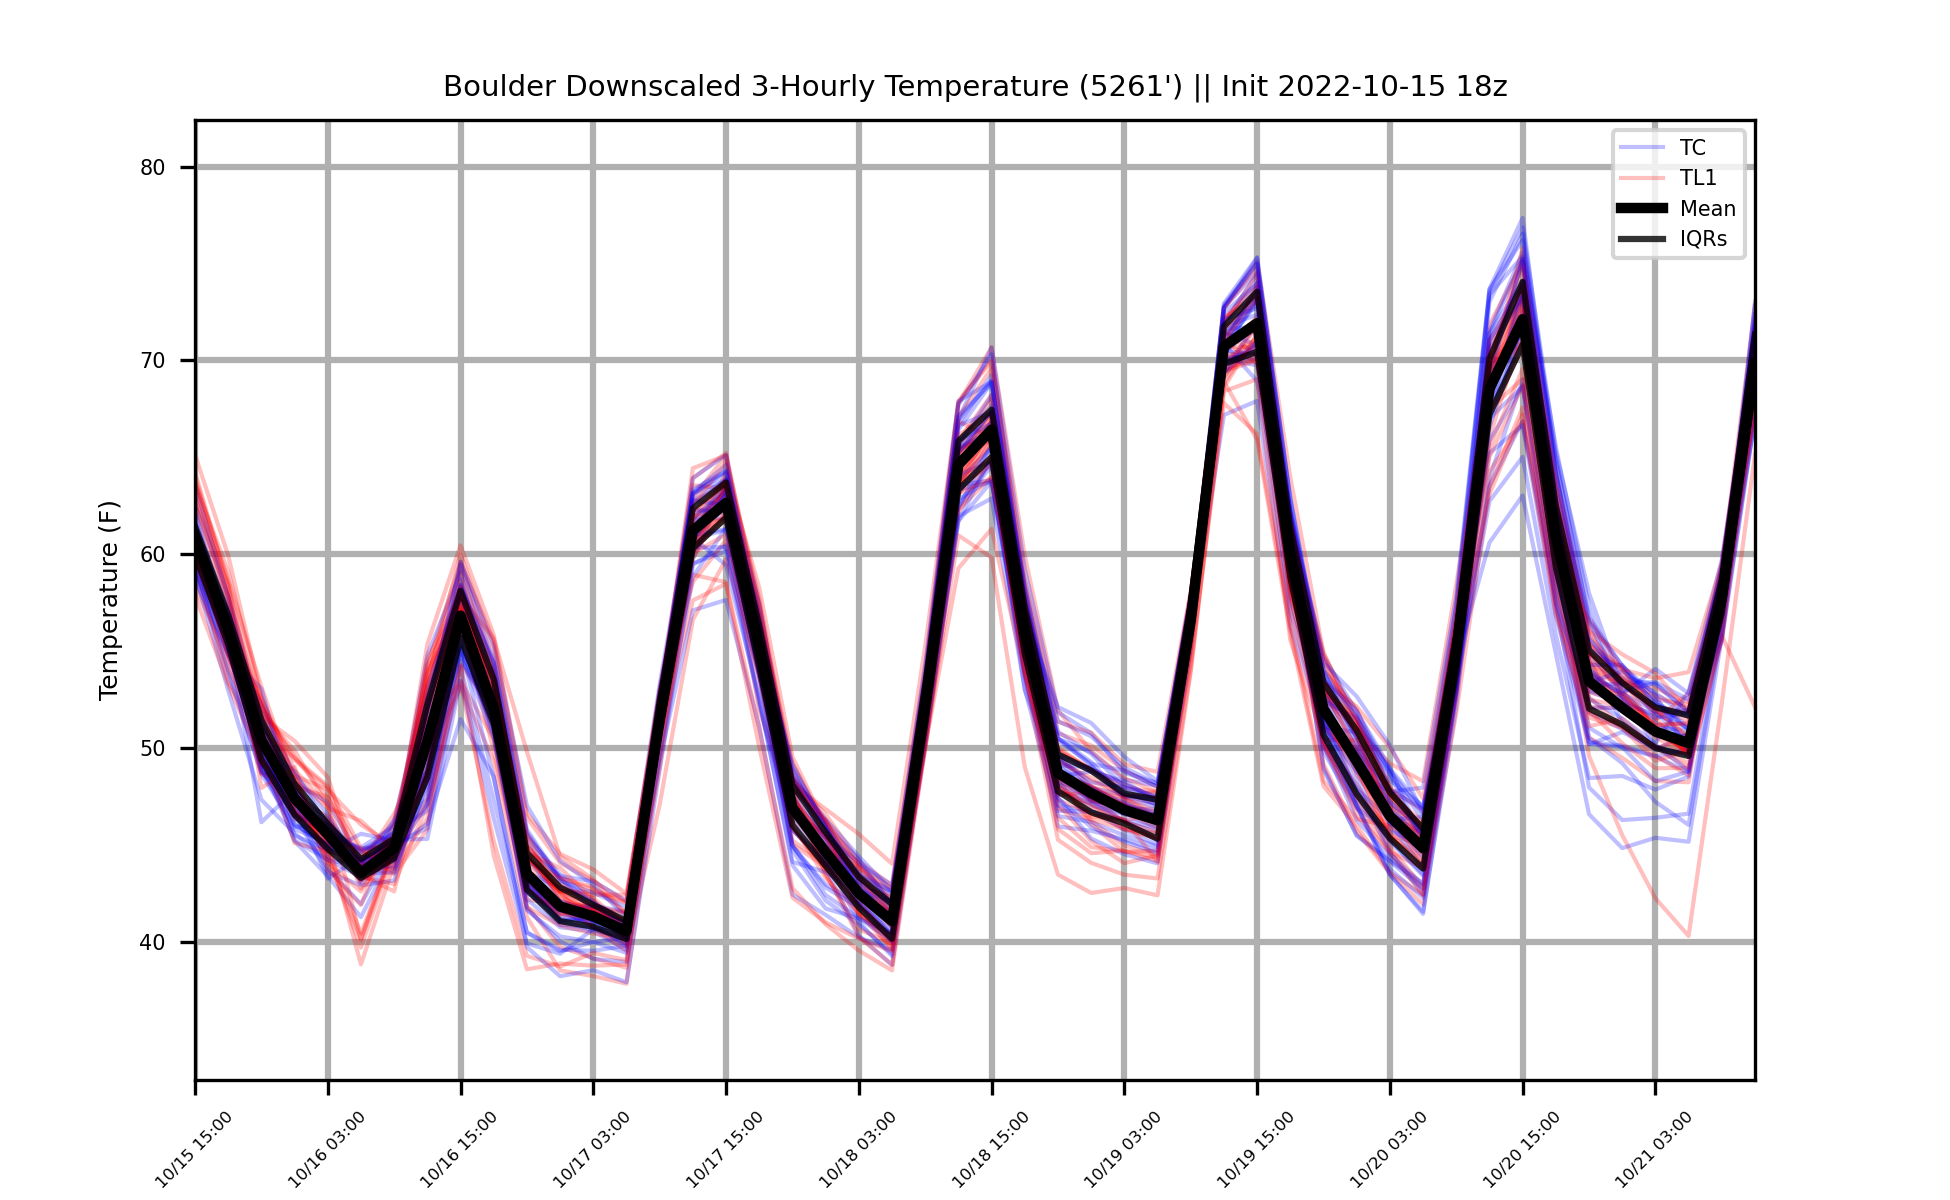 Boulder Downscaled 3-Hourly Temperature (5261') || Init 2022-10-15 18z
TC
TL1
Mean
IQRs
Temperature (F)
80
70
60
50
40
10/15 15:00
10/16 03:00
10/16 15:00
10/17 03:00
10/17 15:00
10/18 03:00
10/18 15:00
10/19 03:00
10/19 15:00
10/20 03:00
10/20 15:00
10/21 03:00